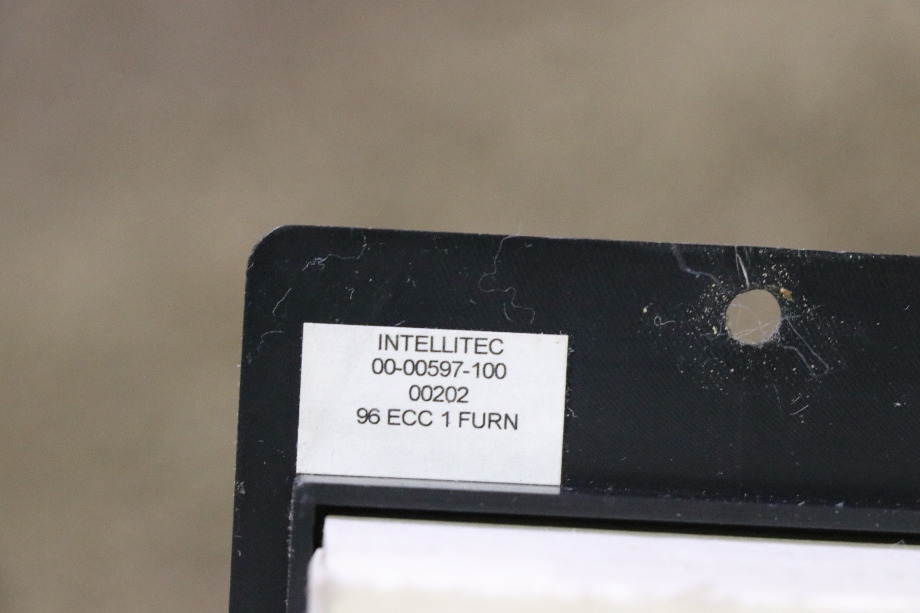 INTELLITEC
00-00597-100
00202
96 ECC 1 FURN